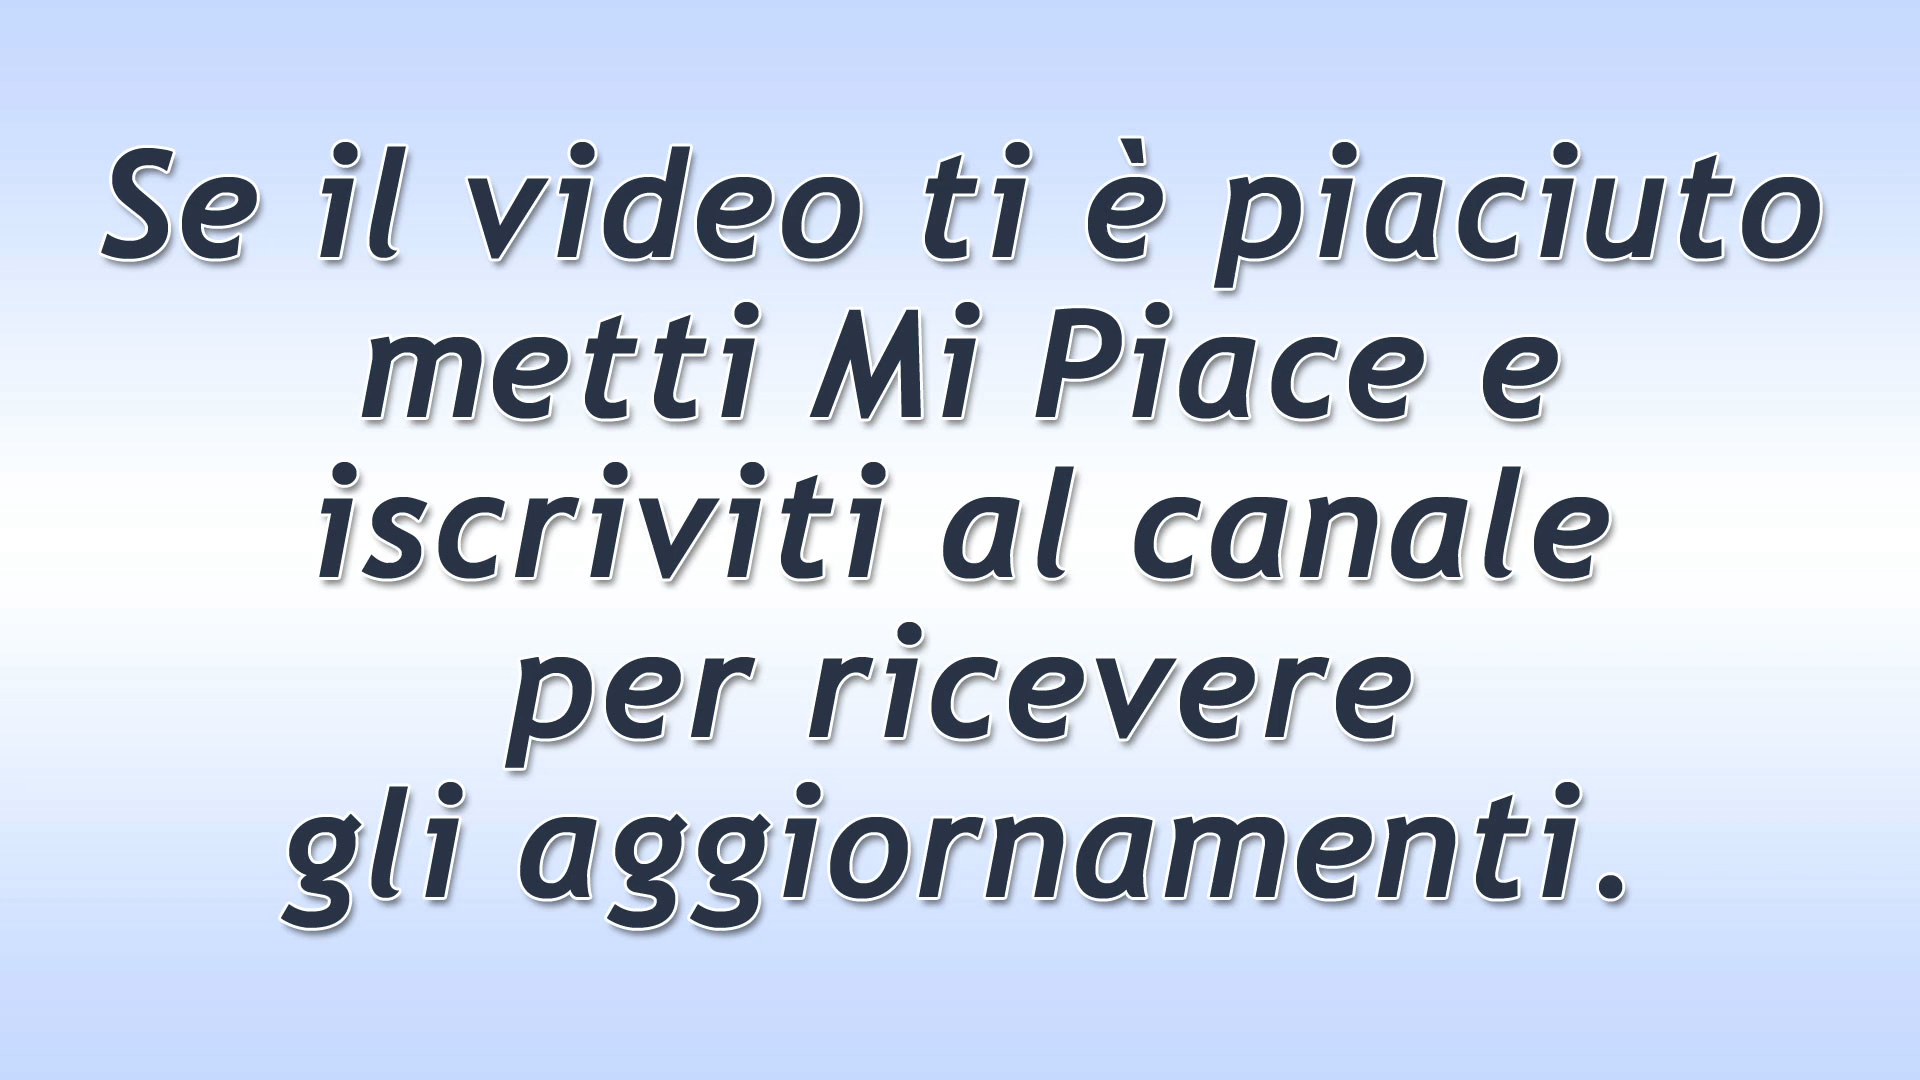 Se il video ti è piaciuto
metti Mi Piace e
iscriviti al canale
per ricevere
gli aggiornamenti.